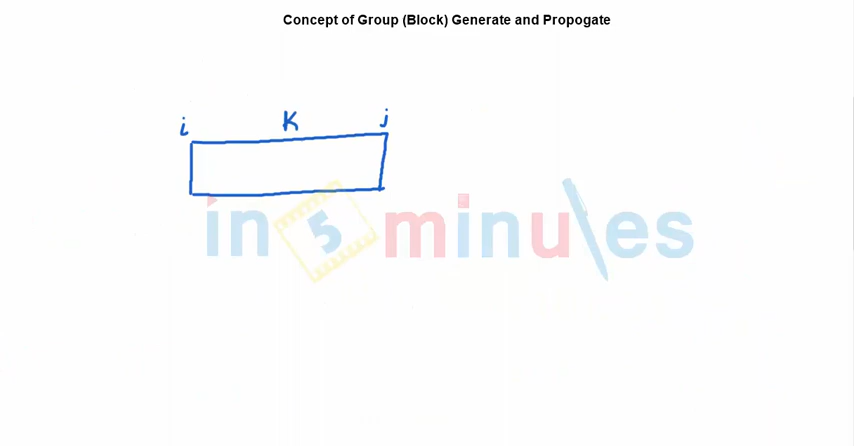 Concept of Group (Block) Generate and Propogate
i K j
in 5 minutes